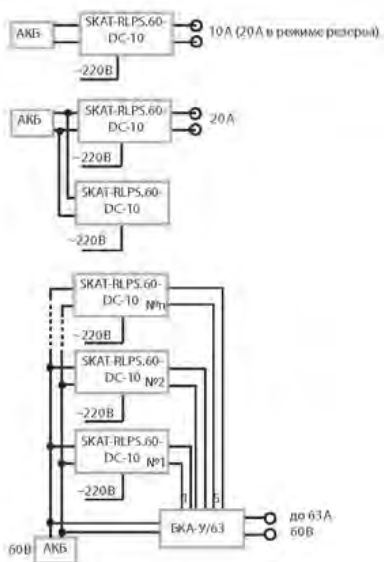 АКБ
SKAT-RLPS.60-
DC-10
10А (20А в режиме резерва)
~220В
АКБ
SKAT-RLPS.60-
DC-10
20А
~220В
SKAT-RLPS.60-
DC-10
~220В
SKAT-RLPS.60-
DC-10
№n
~220В
SKAT-RLPS.60-
DC-10 №2
~220В
SKAT-RLPS.60-
DC-10 №1
~220В
1
5
БКА-У/63
до 63А
60В
60В
АКБ